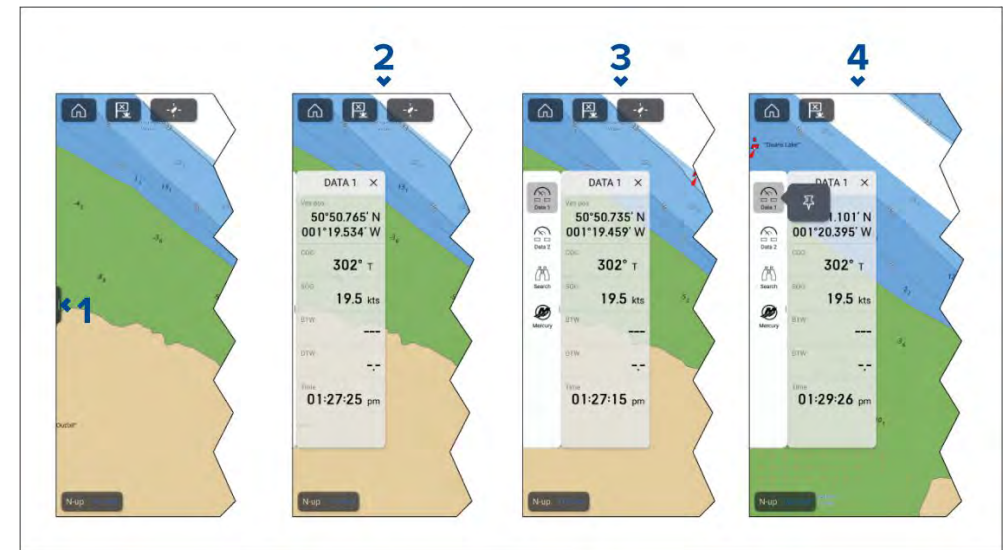 2
3
4
1
Outlet"
N-up
DATA 1 ×
Ves pos
50°50.765' N
001°19.534' W
COG
302° T
SOG
19.5 kts
BTW
---
DTW
-.-
Time
01:27:25 pm
N-up
Data 1
Data 2
Search
Mercury
DATA 1 ×
Ves pos
50°50.735' N
001°19.459' W
COG
302° T
SOG
19.5 kts
BTW
---
DTW
-.-
Time
01:27:15 pm
N-up
Data 1
Data 2
Search
Mercury
DATA 1 ×
1.101' N
001°20.395' W
302° T
SOG
19.5 kts
BTW
---
DTW
-.-
Time
01:29:26 pm
N-up